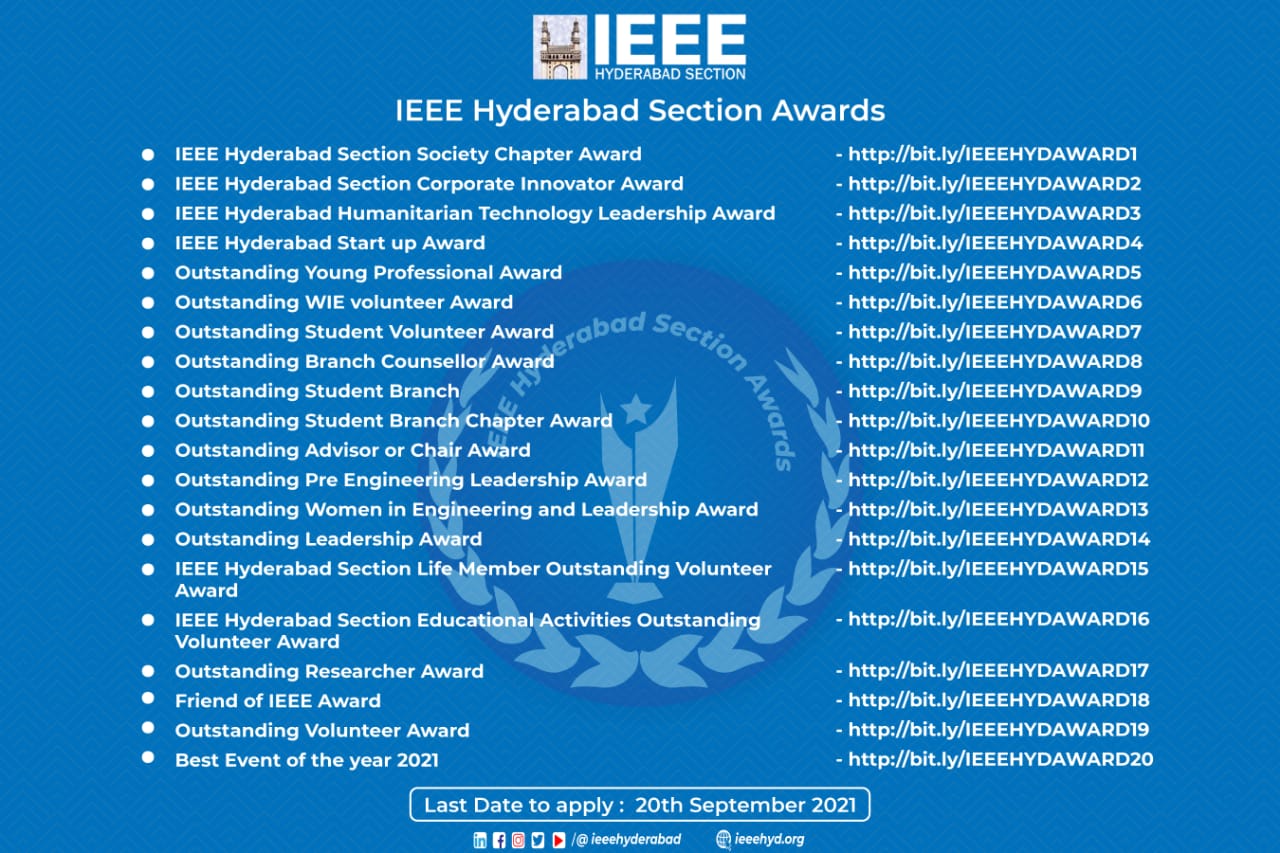 IEEE
HYDERABAD SECTION
IEEE Hyderabad Section Awards
IEEE Hyderabad Section Society Chapter Award - http://bit.ly/IEEEHYDAWARD1
IEEE Hyderabad Section Corporate Innovator Award - http://bit.ly/IEEEHYDAWARD2
IEEE Hyderabad Humanitarian Technology Leadership Award - http://bit.ly/IEEEHYDAWARD3
IEEE Hyderabad Start up Award - http://bit.ly/IEEEHYDAWARD4
Outstanding Young Professional Award - http://bit.ly/IEEEHYDAWARD5
Outstanding WIE volunteer Award - http://bit.ly/IEEEHYDAWARD6
Outstanding Student Volunteer Award - http://bit.ly/IEEEHYDAWARD7
Outstanding Branch Counsellor Award - http://bit.ly/IEEEHYDAWARD8
Outstanding Student Branch - http://bit.ly/IEEEHYDAWARD9
Outstanding Student Branch Chapter Award - http://bit.ly/IEEEHYDAWARD10
Outstanding Advisor or Chair Award - http://bit.ly/IEEEHYDAWARD11
Outstanding Pre Engineering Leadership Award - http://bit.ly/IEEEHYDAWARD12
Outstanding Women in Engineering and Leadership Award - http://bit.ly/IEEEHYDAWARD13
Outstanding Leadership Award - http://bit.ly/IEEEHYDAWARD14
IEEE Hyderabad Section Life Member Outstanding Volunteer - http://bit.ly/IEEEHYDAWARD15
Award
IEEE Hyderabad Section Educational Activities Outstanding - http://bit.ly/IEEEHYDAWARD16
Volunteer Award
Outstanding Researcher Award - http://bit.ly/IEEEHYDAWARD17
Friend of IEEE Award - http://bit.ly/IEEEHYDAWARD18
Outstanding Volunteer Award - http://bit.ly/IEEEHYDAWARD19
Best Event of the year 2021 - http://bit.ly/IEEEHYDAWARD20
IEEE Hyderabad Section Awards
Last Date to apply : 20th September 2021
/@ieeehyderabad ieeehyd.org